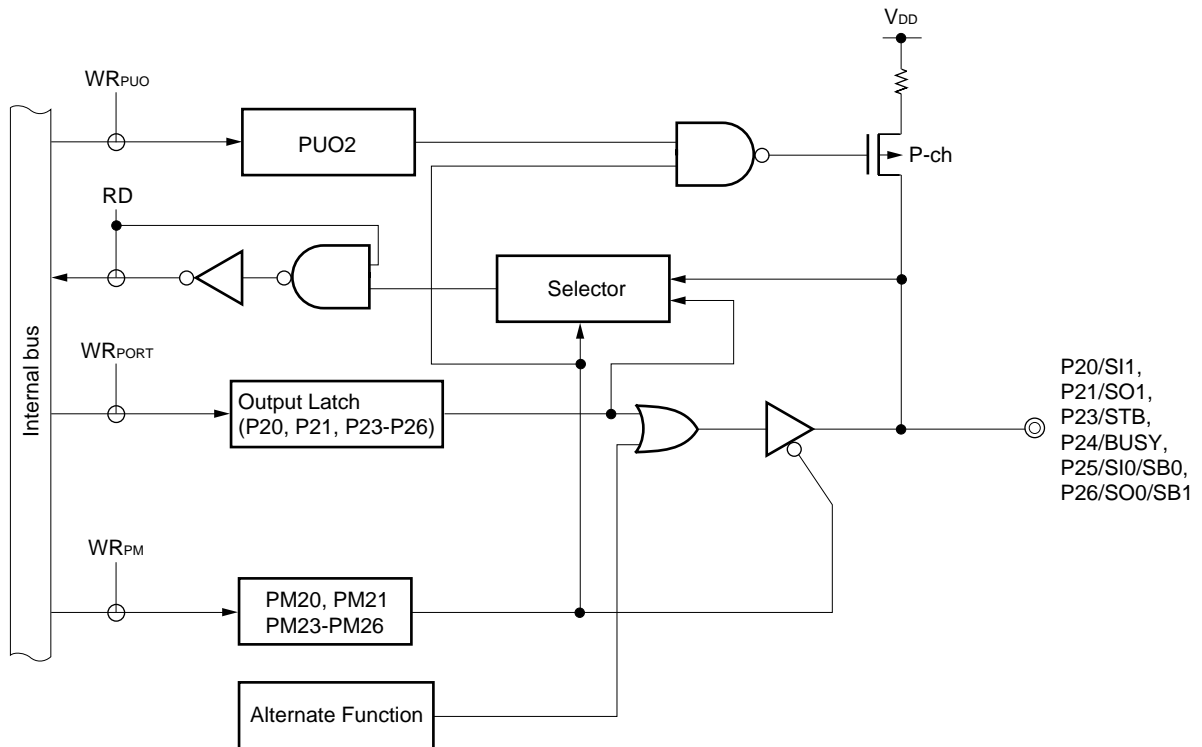 VDD
WRPUO
PUO2
P-ch
RD
Selector
Internal bus
WRPORT
Output Latch
(P20, P21, P23-P26)
P20/SI1,
P21/SO1,
P23/STB,
P24/BUSY,
P25/SI0/SB0,
P26/SO0/SB1
WRPM
PM20, PM21
PM23-PM26
Alternate Function